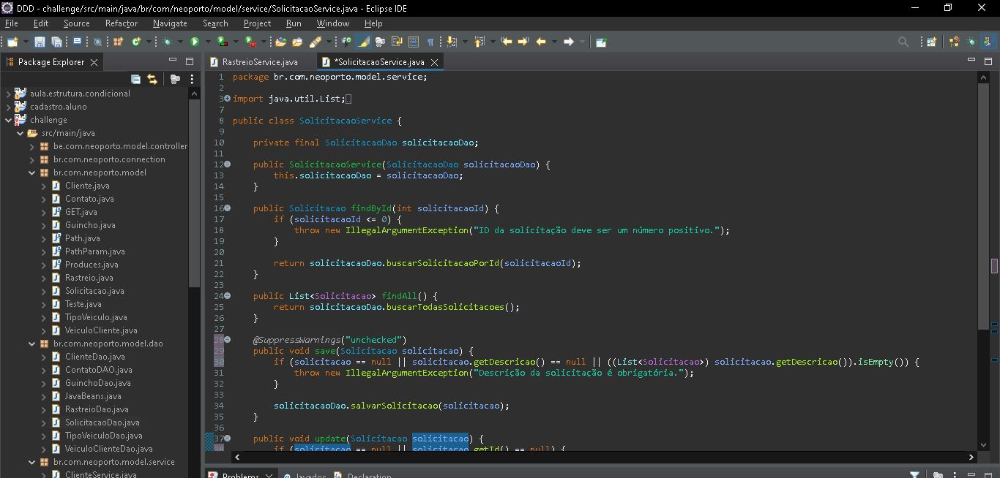 DDD - challenge/src/main/java/br/com/neoporto/model/service/SolicitacaoService.java - Eclipse IDE
File Edit Source Refactor Navigate Search Project Run Window Help
Package Explorer
aula.estrutura.condicional
cadastro.aluno
challenge
src/main/java
be.com.neoporto.model.controller
br.com.neoporto.connection
br.com.neoporto.model
Cliente.java
Contato.java
GET.java
Guincho.java
Path.java
PathParam.java
Produces.java
Rastreio.java
Solicitacao.java
Teste.java
TipoVeiculo.java
VeiculoCliente.java
br.com.neoporto.model.dao
ClienteDao.java
ContatoDAO.java
GuinchoDao.java
JavaBeans.java
RastreioDao.java
SolicitacaoDao.java
TipoVeiculoDao.java
VeiculoClienteDao.java
br.com.neoporto.model.service
ClienteService.java
RastreioService.java *SolicitacaoService.java
1 package br.com.neoporto.model.service;
2
3 import java.util.List;
7
8 public class SolicitacaoService {
9
10 private final SolicitacaoDao solicitacaoDao;
11
12 public SolicitacaoService(SolicitacaoDao solicitacaoDao) {
13 this.solicitacaoDao = solicitacaoDao;
14 }
15
16 public Solicitacao findById(int solicitacaoId) {
17 if (solicitacaoId <= 0) {
18 throw new IllegalArgumentException("ID da solicitação deve ser um número positivo.");
19 }
20
21 return solicitacaoDao.buscarSolicitacaoPorId(solicitacaoId);
22 }
23
24 public List<Solicitacao> findAll() {
25 return solicitacaoDao.buscarTodasSolicitacoes();
26 }
27
28 @SuppressWarnings("unchecked")
29 public void save(Solicitacao solicitacao) {
30 if (solicitacao == null || solicitacao.getDescricao() == null || ((List<Solicitacao>) solicitacao.getDescricao()).isEmpty()) {
31 throw new IllegalArgumentException("Descrição da solicitação é obrigatória.");
32 }
33
34 solicitacaoDao.salvarSolicitacao(solicitacao);
35 }
36
37 public void update(Solicitacao solicitacao) {
38 if (solicitacao == null || solicitacao.getId() == null) {
Problems Javadoc Declaration